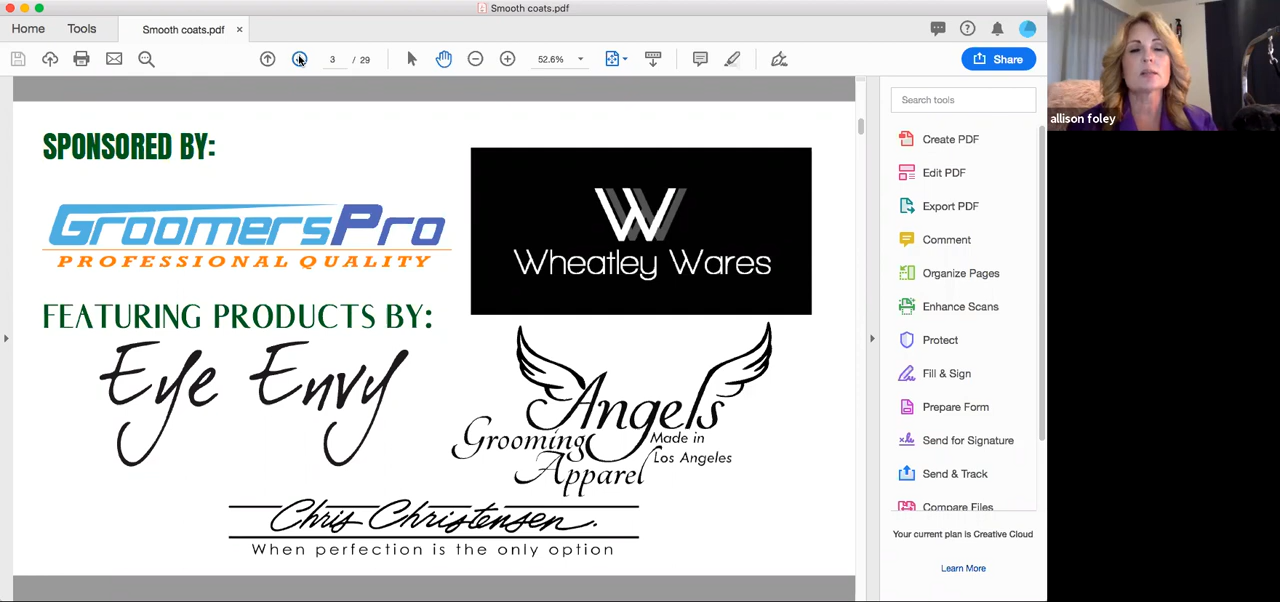 Smooth coats.pdf
Home Tools Smooth coats.pdf ×
3 / 29 52.6% Share
allison foley
SPONSORED BY:
GroomersPro
PROFESSIONAL QUALITY
W
Wheatley Wares
FEATURING PRODUCTS BY:
Eye Envy
Angels
Grooming
Made in
Los Angeles
Apparel
Chris Christensen.
When perfection is the only option
Search tools
Create PDF
Edit PDF
Export PDF
Comment
Organize Pages
Enhance Scans
Protect
Fill & Sign
Prepare Form
Send for Signature
Send & Track
Compare Files
Your current plan is Creative Cloud
Learn More